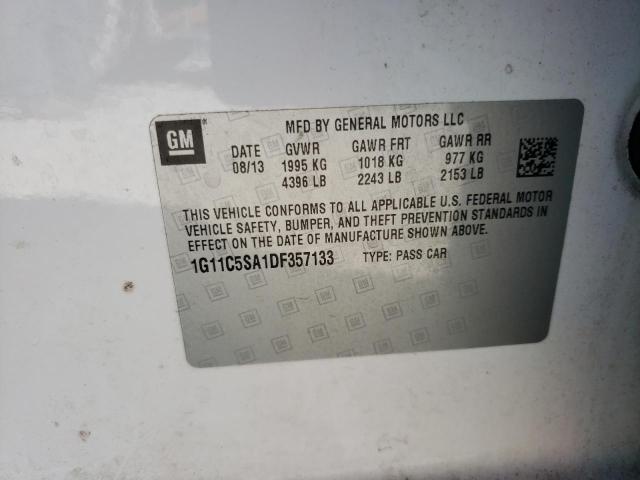 GM
MFD BY GENERAL MOTORS LLC
DATE GVWR GAWR FRT GAWR RR
08/13 1995 KG 1018 KG 977 KG
4396 LB 2243 LB 2153 LB
THIS VEHICLE CONFORMS TO ALL APPLICABLE U.S. FEDERAL MOTOR
VEHICLE SAFETY, BUMPER, AND THEFT PREVENTION STANDARDS IN
EFFECT ON THE DATE OF MANUFACTURE SHOWN ABOVE.
1G11C5SA1DF357133 TYPE: PASS CAR